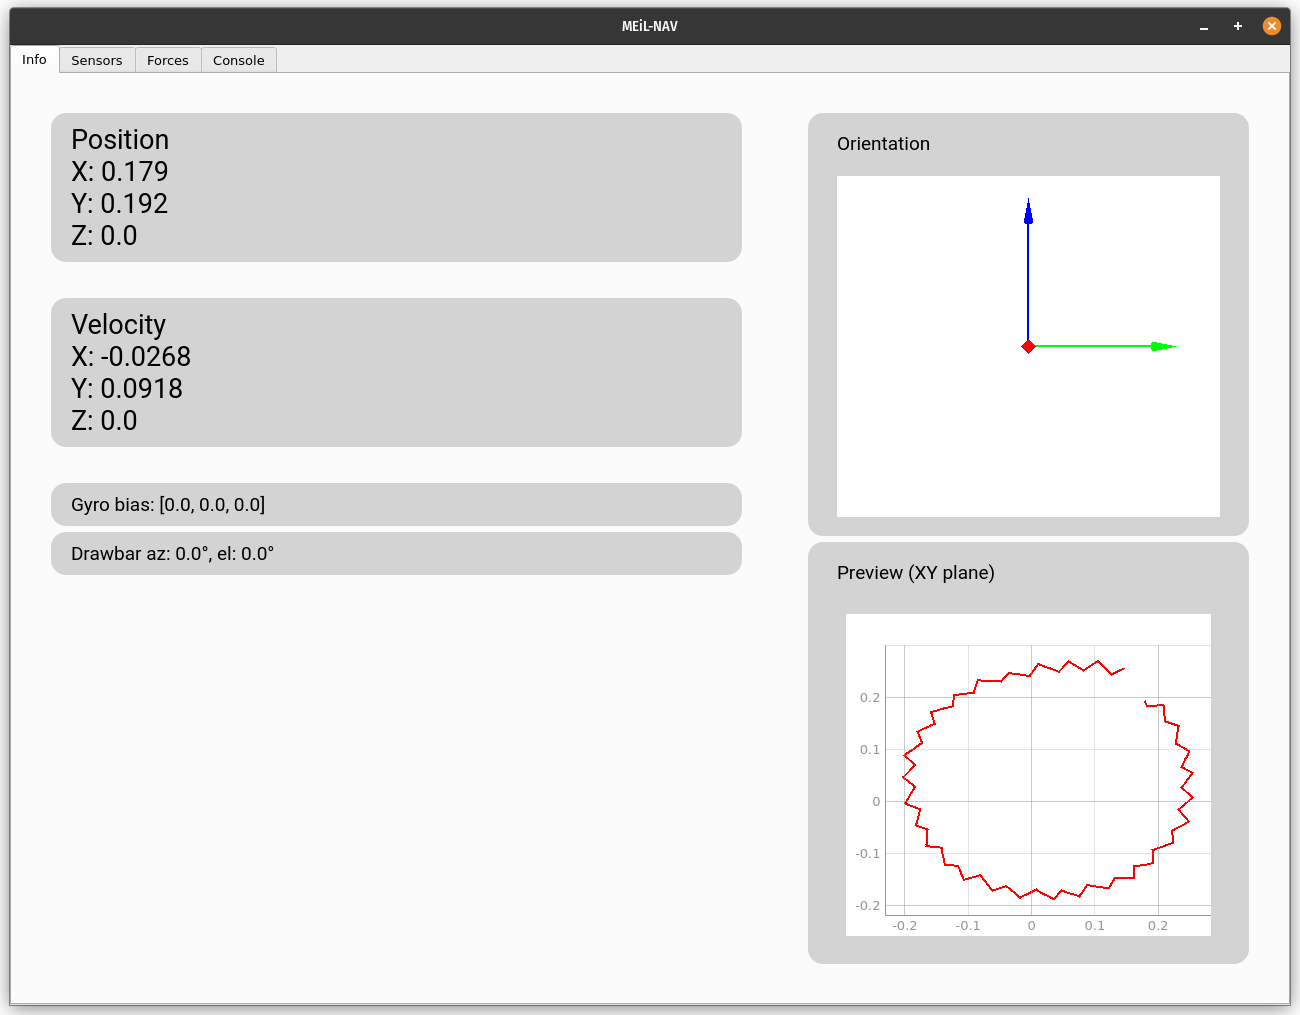 MEiL-NAV
Info
Sensors
Forces
Console
Position
X: 0.179
Y: 0.192
Z: 0.0
Velocity
X: -0.0268
Y: 0.0918
Z: 0.0
Gyro bias: [0.0, 0.0, 0.0]
Drawbar az: 0.0°, el: 0.0°
Orientation
Preview (XY plane)
0.2
0.1
0
-0.1
-0.2
-0.2
-0.1
0
0.1
0.2